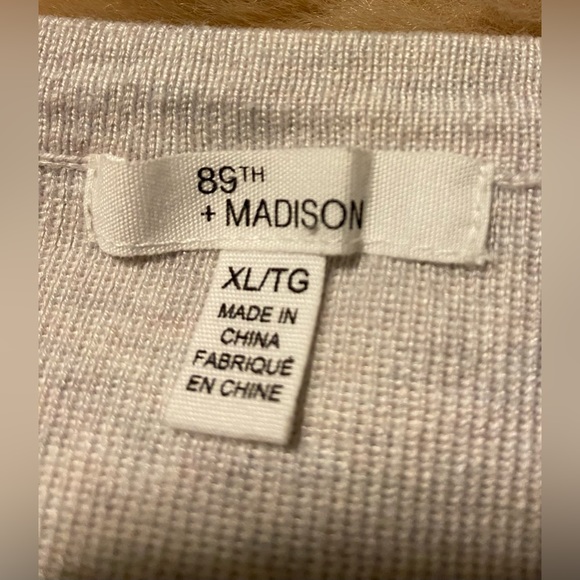 89TH
+ MADISON
XL/TG
MADE IN
CHINA
FABRIQUÉ
EN CHINE